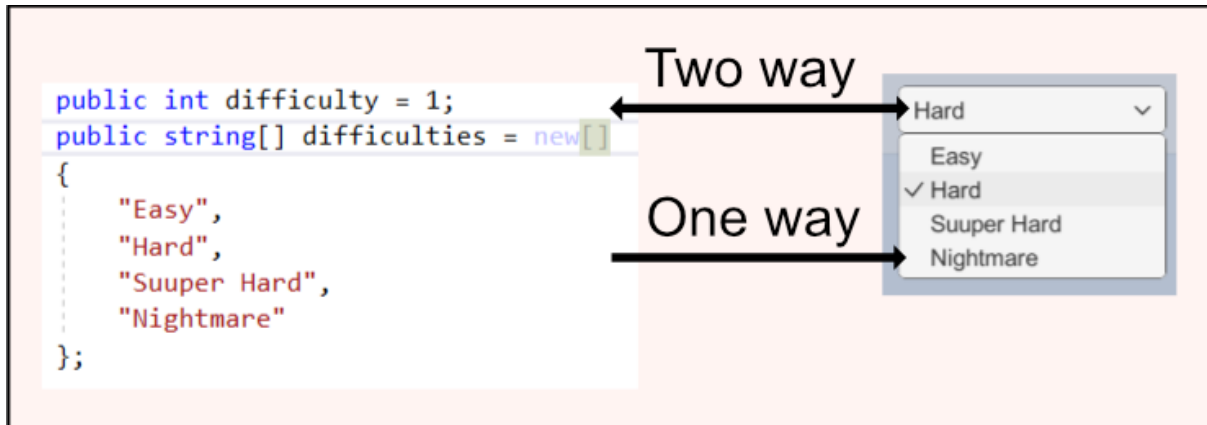 Two way
public int difficulty = 1;
public string[] difficulties = new[]
{
"Easy",
"Hard",
"Suuper Hard",
"Nightmare"
};
One way
Hard
Easy
Hard
Suuper Hard
Nightmare